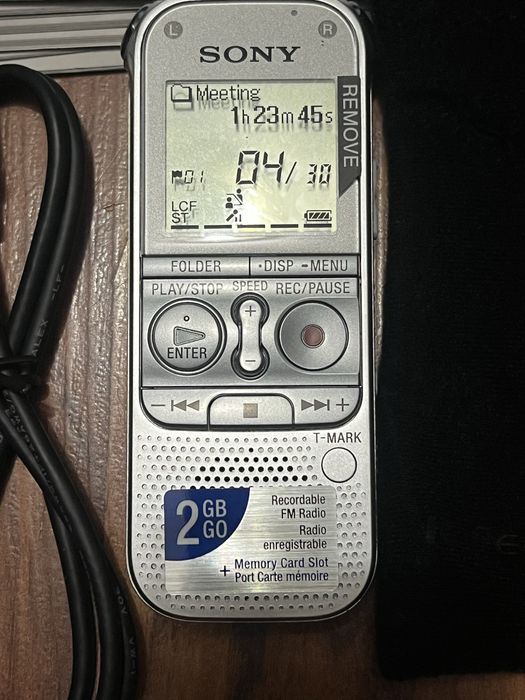 L R
SONY
REMOVE
Meeting
1h23m45s
01 04/30
LCF
ST
FOLDER •DISP –MENU
PLAY/STOP SPEED REC/PAUSE
+
ENTER
–
– +
T-MARK
2 GB
GO
Recordable
FM Radio
Radio
enregistrable
+ Memory Card Slot
Port Carte mémoire